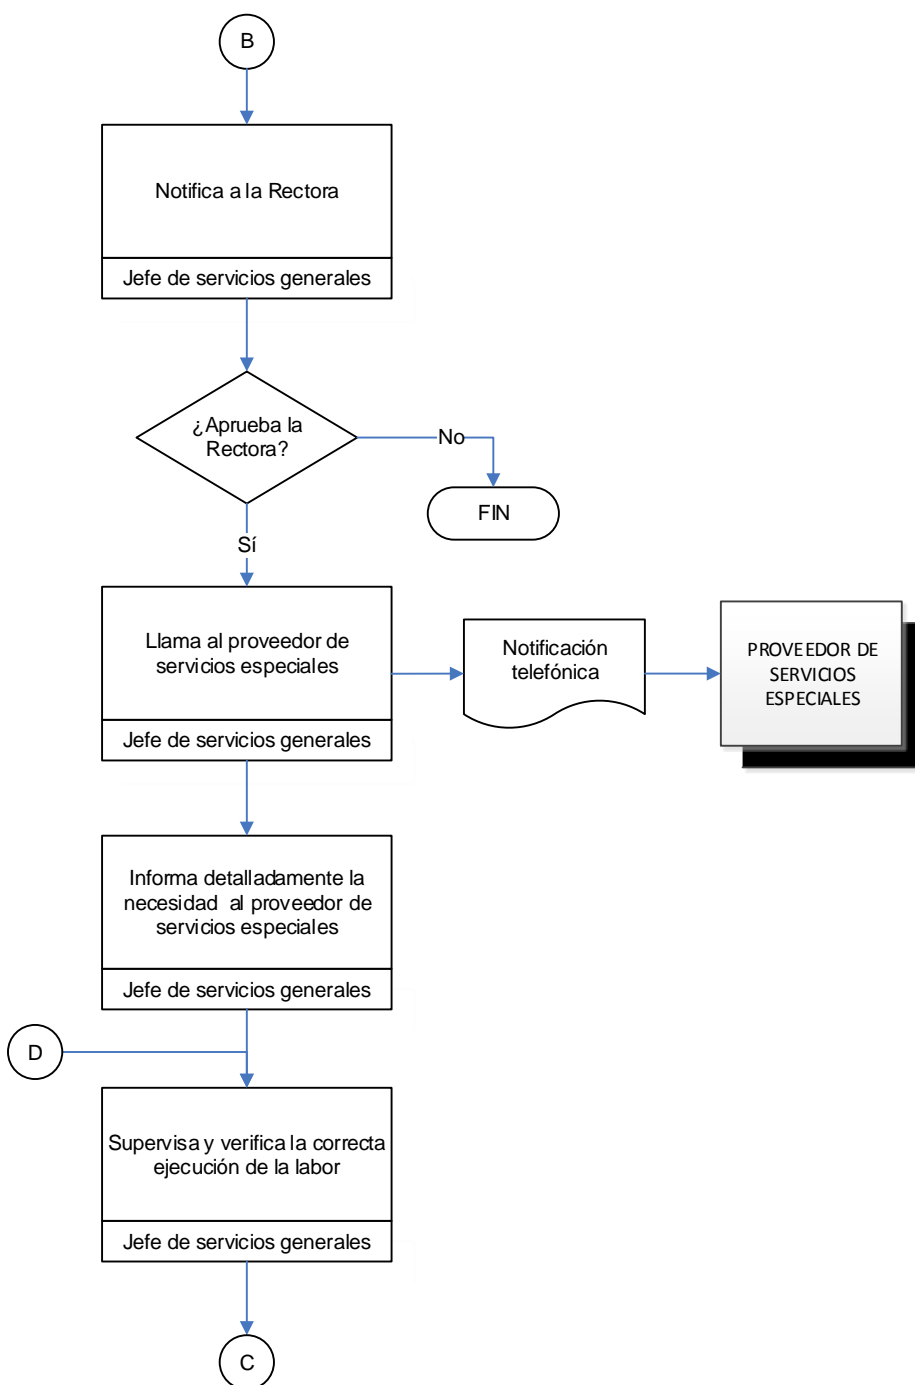 B
Notifica a la Rectora
Jefe de servicios generales
¿Aprueba la
Rectora?
No
FIN
Sí
Llama al proveedor de
servicios especiales
Jefe de servicios generales
Notificación
telefónica
PROVEEDOR DE
SERVICIOS
ESPECIALES
Informa detalladamente la
necesidad al proveedor de
servicios especiales
Jefe de servicios generales
D
Supervisa y verifica la correcta
ejecución de la labor
Jefe de servicios generales
C